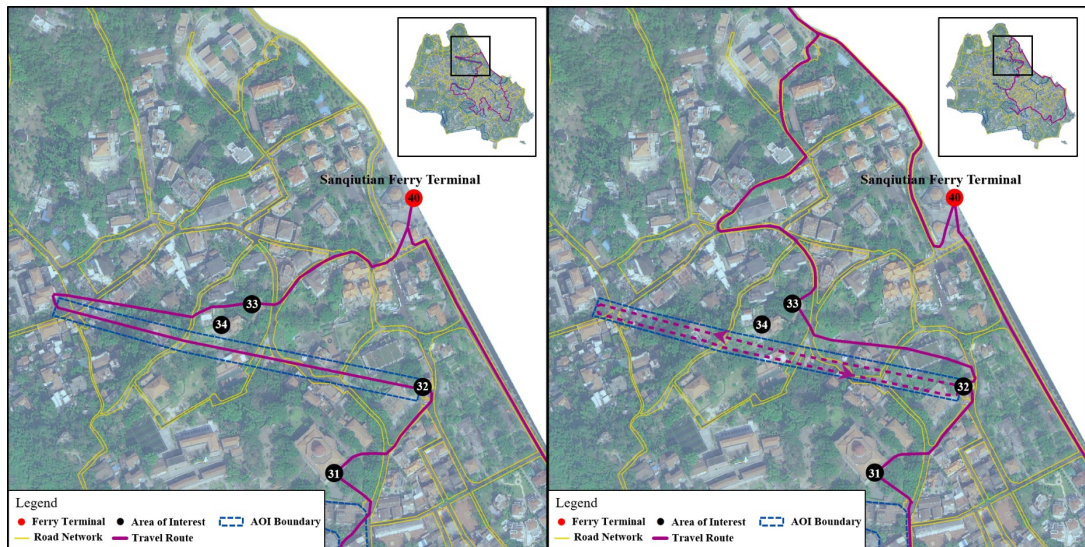 Sanqiutian Ferry Terminal
40
33
34
32
31
Legend
Ferry Terminal
Area of Interest
AOI Boundary
Road Network
Travel Route
Sanqiutian Ferry Terminal
40
33
34
32
31
Legend
Ferry Terminal
Area of Interest
AOI Boundary
Road Network
Travel Route